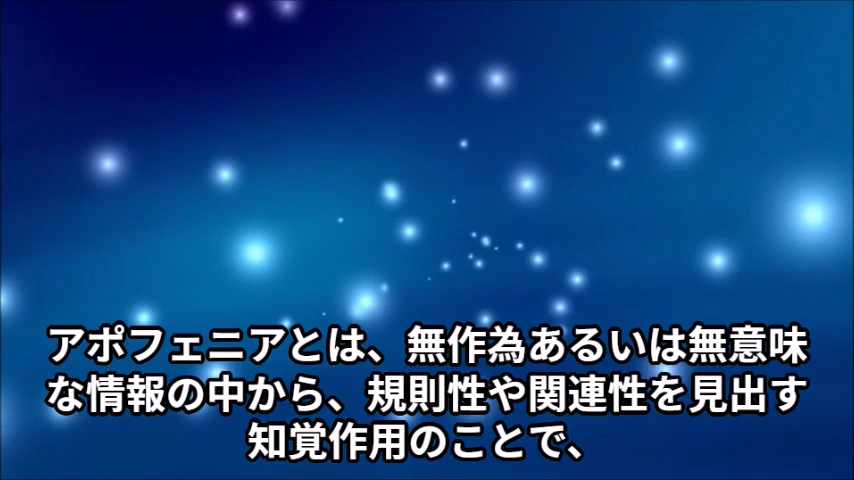 アポフェニアとは、無作為あるいは無意味
な情報の中から、規則性や関連性を見出す
知覚作用のことで、